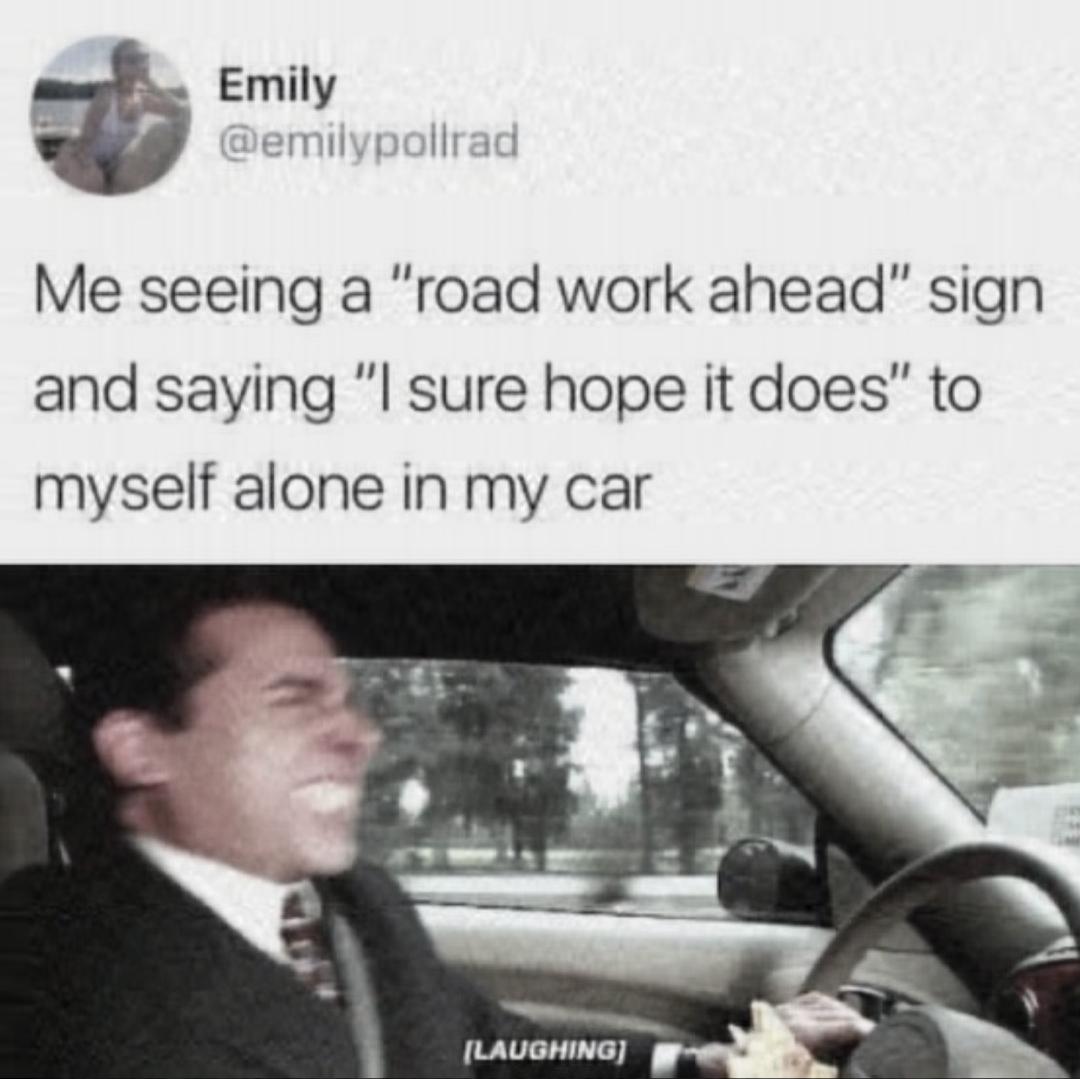 Emily
@emilypollrad
Me seeing a "road work ahead" sign
and saying "I sure hope it does" to
myself alone in my car
[LAUGHING]